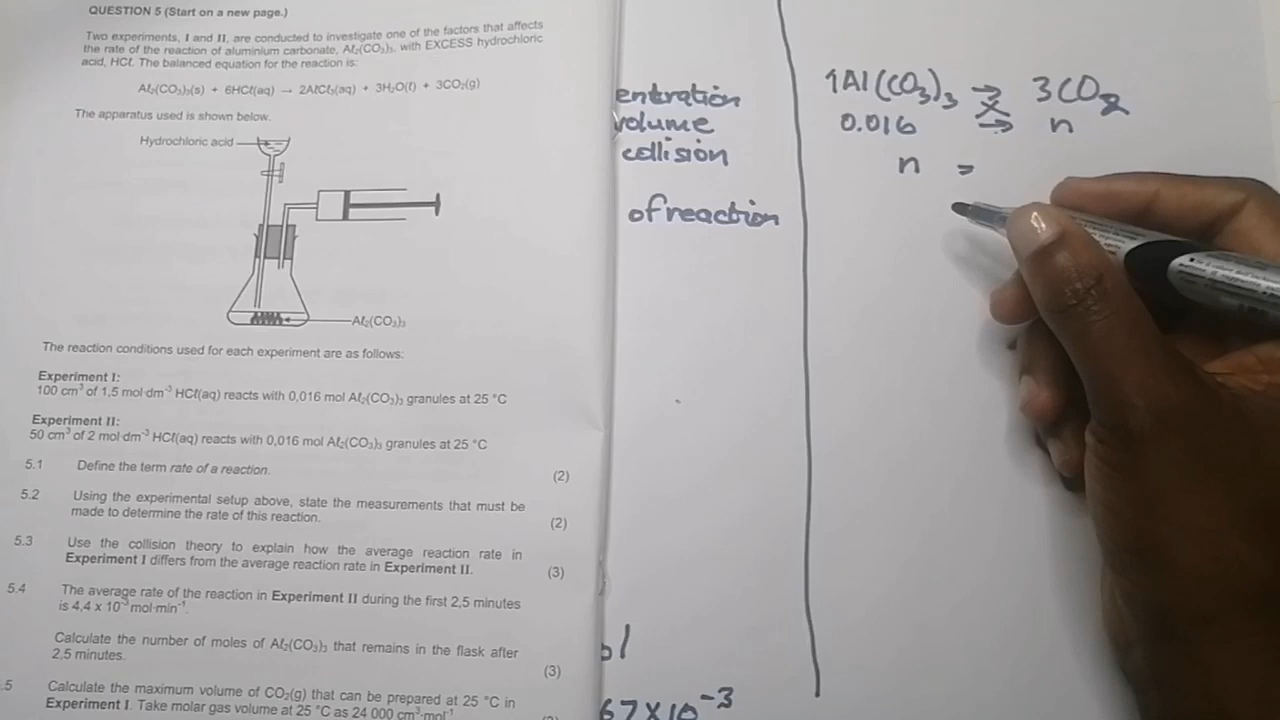 QUESTION 5 (Start on a new page.)
Two experiments, I and II, are conducted to investigate one of the factors that affects
the rate of the reaction of aluminium carbonate, Aℓ₂(CO₃)₃, with EXCESS hydrochloric
acid, HCℓ. The balanced equation for the reaction is:
Aℓ₂(CO₃)₃(s) + 6HCℓ(aq) → 2AℓCℓ₃(aq) + 3H₂O(ℓ) + 3CO₂(g)
The apparatus used is shown below.
Hydrochloric acid
Aℓ₂(CO₃)₃
The reaction conditions used for each experiment are as follows:
Experiment I:
100 cm³ of 1,5 mol·dm⁻³ HCℓ(aq) reacts with 0,016 mol Aℓ₂(CO₃)₃ granules at 25 °C
Experiment II:
50 cm³ of 2 mol·dm⁻³ HCℓ(aq) reacts with 0,016 mol Aℓ₂(CO₃)₃ granules at 25 °C
5.1 Define the term rate of a reaction. (2)
5.2 Using the experimental setup above, state the measurements that must be
made to determine the rate of this reaction. (2)
5.3 Use the collision theory to explain how the average reaction rate in
Experiment I differs from the average reaction rate in Experiment II. (3)
5.4 The average rate of the reaction in Experiment II during the first 2,5 minutes
is 4,4 x 10⁻³ mol·min⁻¹.
Calculate the number of moles of Aℓ₂(CO₃)₃ that remains in the flask after
2,5 minutes. (3)
.5 Calculate the maximum volume of CO₂(g) that can be prepared at 25 °C in
Experiment I. Take molar gas volume at 25 °C as 24 000 cm³·mol⁻¹
entration
volume
collision
of reaction
67 X 10⁻³
1Al(CO₃)₃ → 3CO₂
0.016 → n
n =